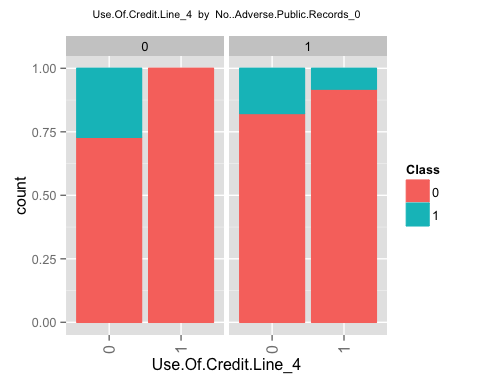 Use.Of.Credit.Line_4 by No..Adverse.Public.Records_0
0 1
1.00
0.75
0.50
0.25
0.00
count
0 1 0 1
Use.Of.Credit.Line_4
Class
0
1